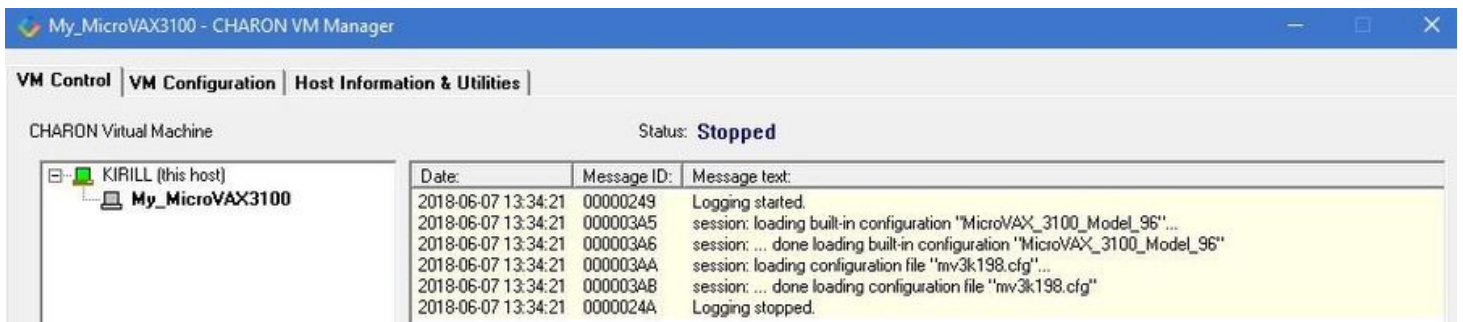 My_MicroVAX3100 - CHARON VM Manager
VM Control VM Configuration Host Information & Utilities
CHARON Virtual Machine Status: Stopped
KIRILL (this host)
My_MicroVAX3100
Date: Message ID: Message text:
2018-06-07 13:34:21 00000249 Logging started.
2018-06-07 13:34:21 000003A5 session: loading built-in configuration "MicroVAX_3100_Model_96"...
2018-06-07 13:34:21 000003A6 session: ... done loading built-in configuration "MicroVAX_3100_Model_96"
2018-06-07 13:34:21 000003AA session: loading configuration file "mv3k198.cfg"...
2018-06-07 13:34:21 000003AB session: ... done loading configuration file "mv3k198.cfg"
2018-06-07 13:34:21 0000024A Logging stopped.